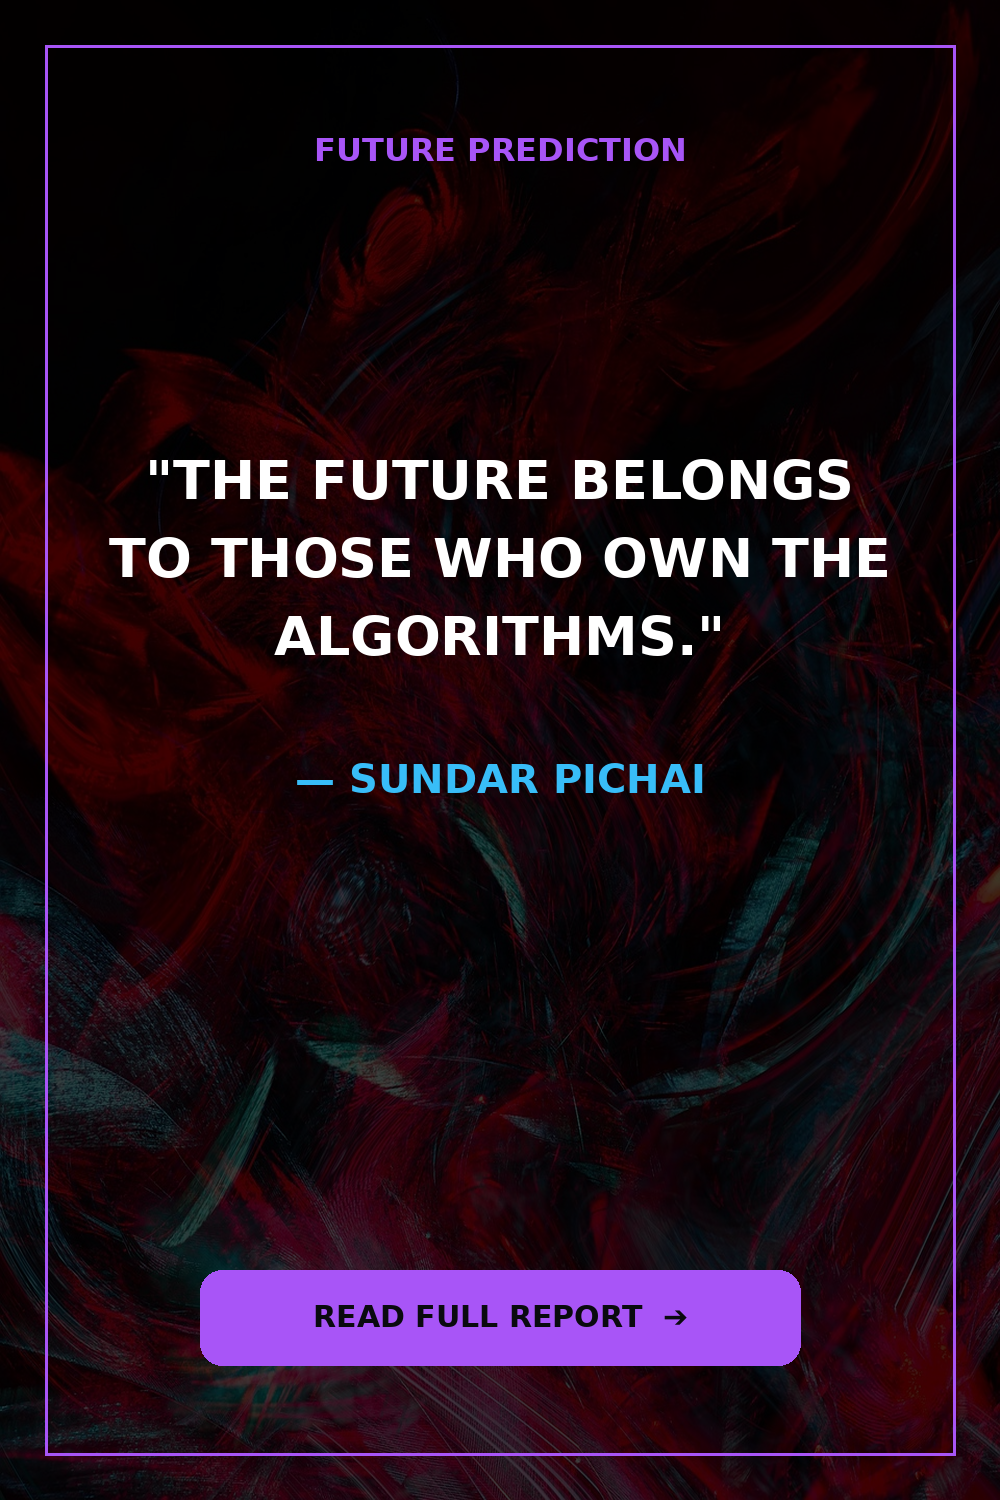 FUTURE PREDICTION
"THE FUTURE BELONGS
TO THOSE WHO OWN THE
ALGORITHMS."
— SUNDAR PICHAI
READ FULL REPORT ➔